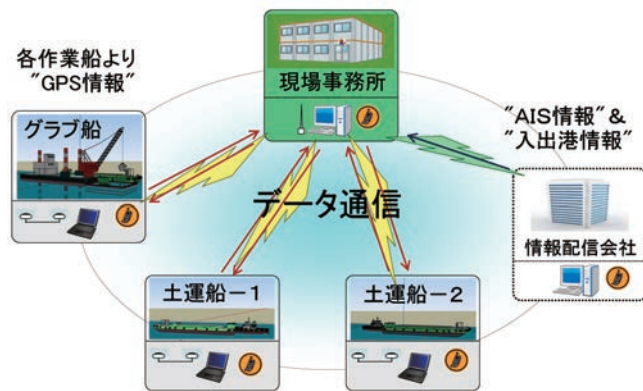 各作業船より
"GPS情報"
現場事務所
グラブ船
"AIS情報"&
"入出港情報"
データ通信
情報配信会社
土運船－1
土運船－2